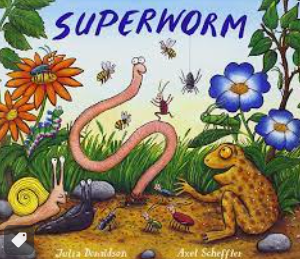 SUPERWORM
Julia Donaldson Axel Scheffler